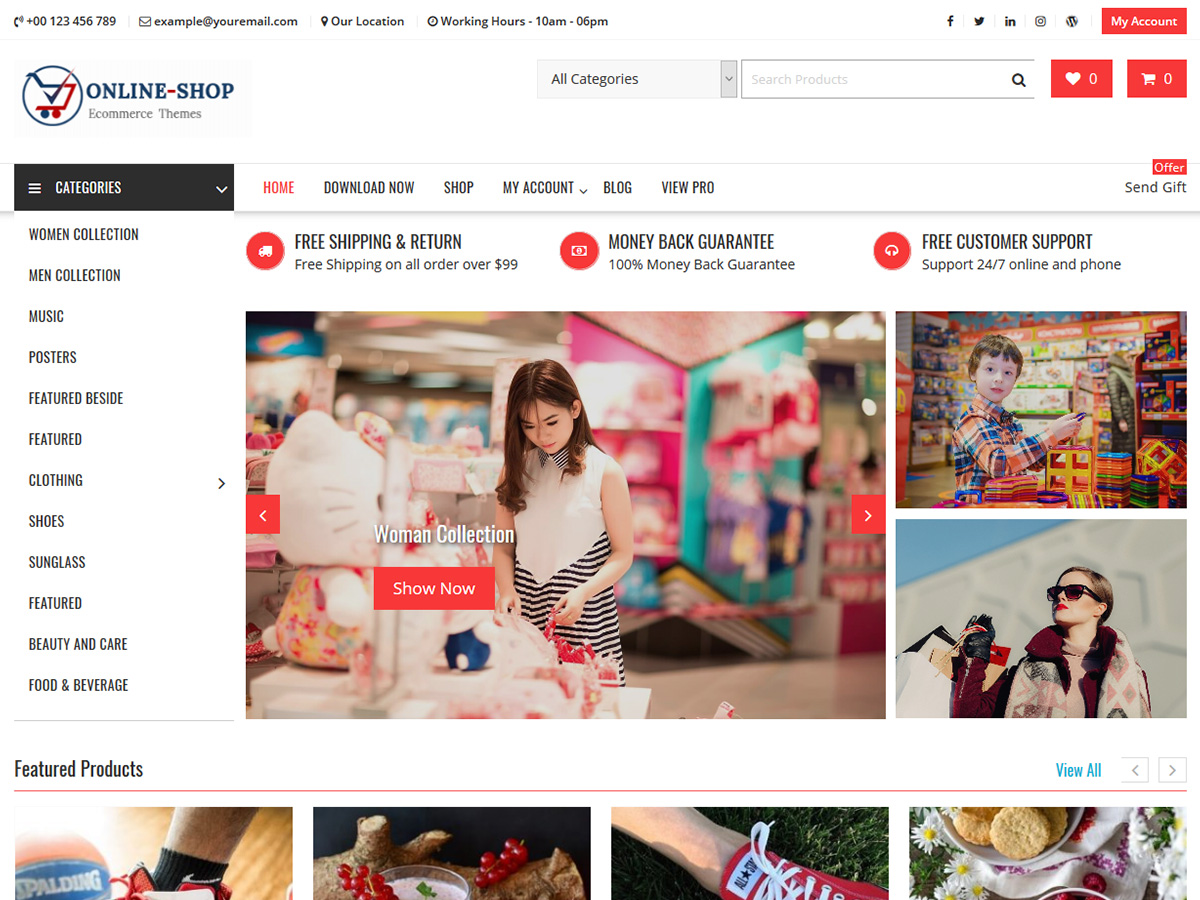 +00 123 456 789 example@youremail.com Our Location Working Hours - 10am - 06pm My Account
ONLINE-SHOP
Ecommerce Themes
All Categories Search Products 0 0
Offer
CATEGORIES HOME DOWNLOAD NOW SHOP MY ACCOUNT BLOG VIEW PRO Send Gift
WOMEN COLLECTION
MEN COLLECTION
MUSIC
POSTERS
FEATURED BESIDE
FEATURED
CLOTHING
SHOES
SUNGLASS
FEATURED
BEAUTY AND CARE
FOOD & BEVERAGE
FREE SHIPPING & RETURN
Free Shipping on all order over $99
MONEY BACK GUARANTEE
100% Money Back Guarantee
FREE CUSTOMER SUPPORT
Support 24/7 online and phone
Woman Collection
Show Now
Featured Products View All
SPALDING
ALL STAR